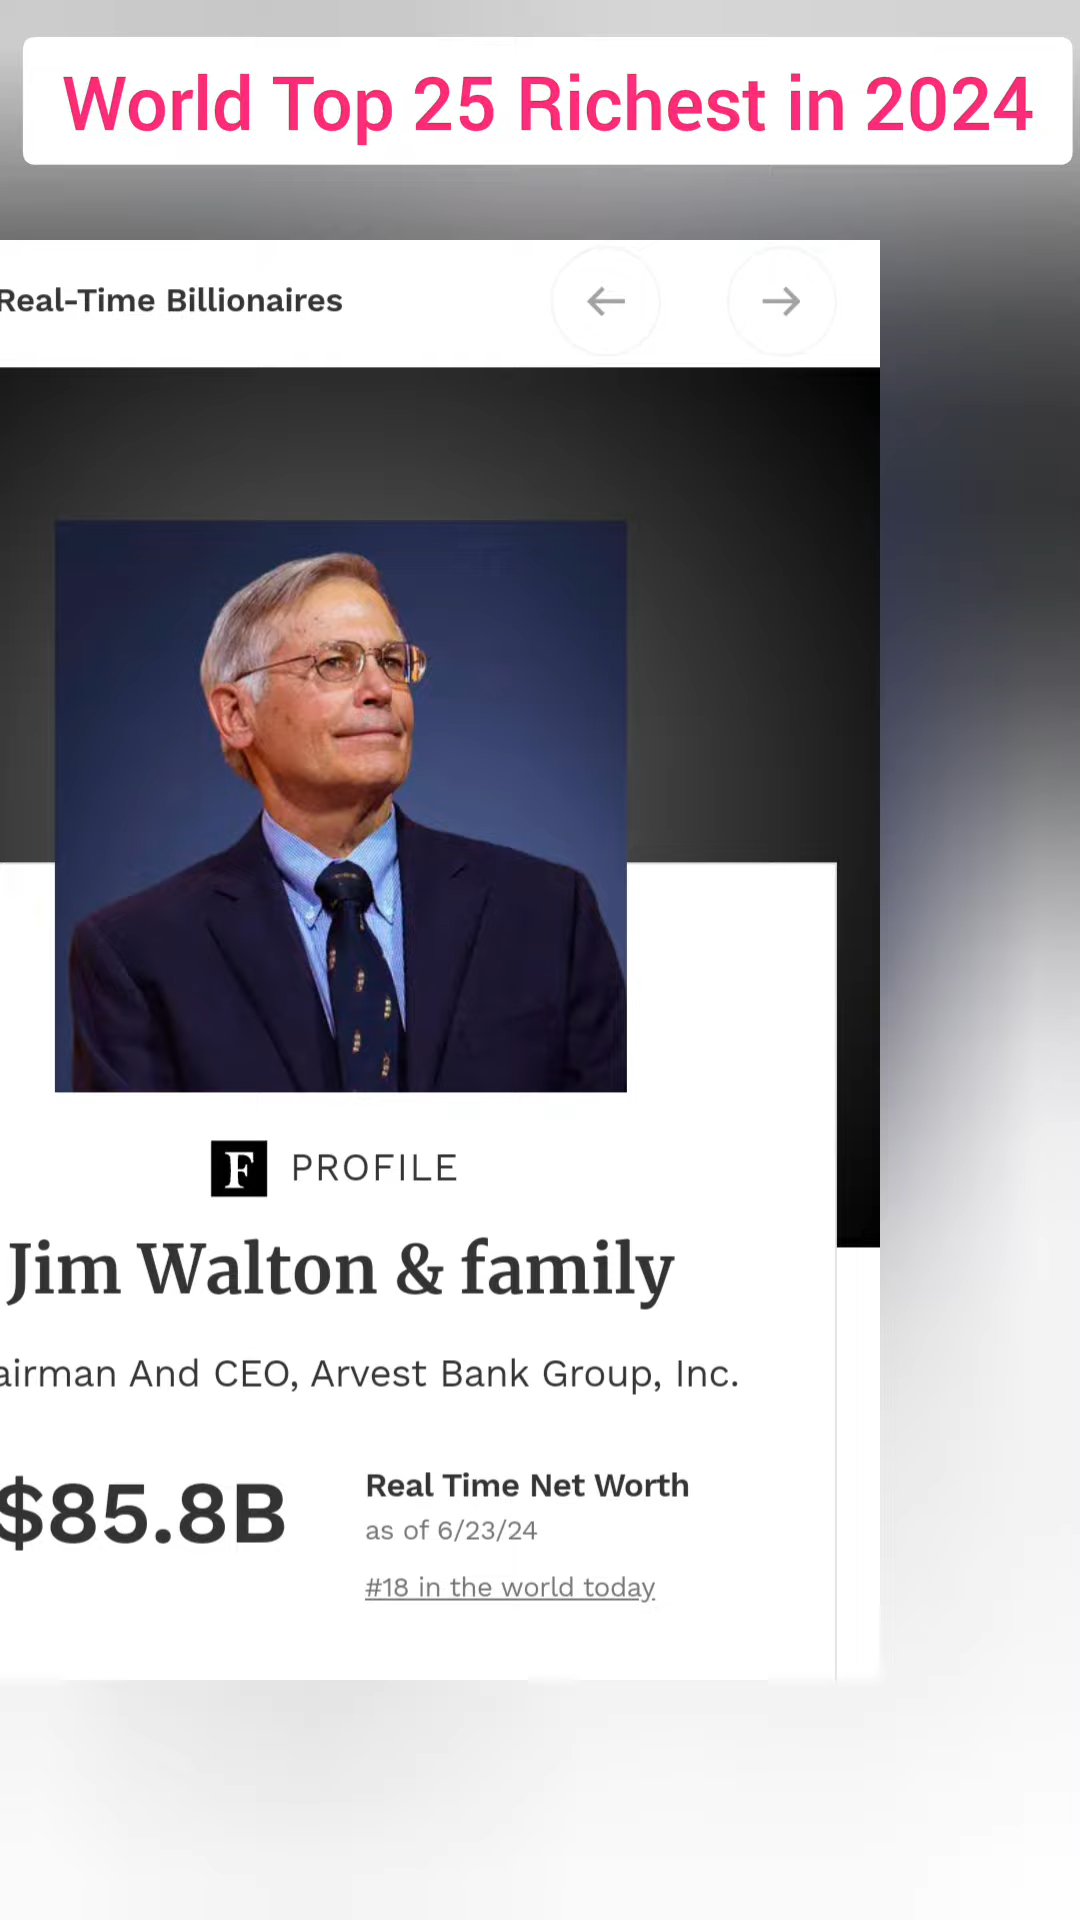 World Top 25 Richest in 2024
Real-Time Billionaires
F PROFILE
Jim Walton & family
airman And CEO, Arvest Bank Group, Inc.
$85.8B
Real Time Net Worth
as of 6/23/24
#18 in the world today